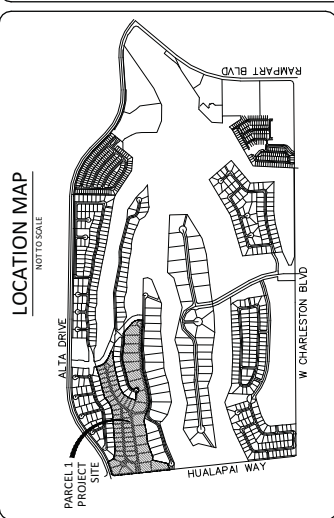 LOCATION MAP
NOT TO SCALE
ALTA DRIVE
RAMPART BLVD
PARCEL 1
PROJECT
SITE
HUALAPAI WAY
W CHARLESTON BLVD